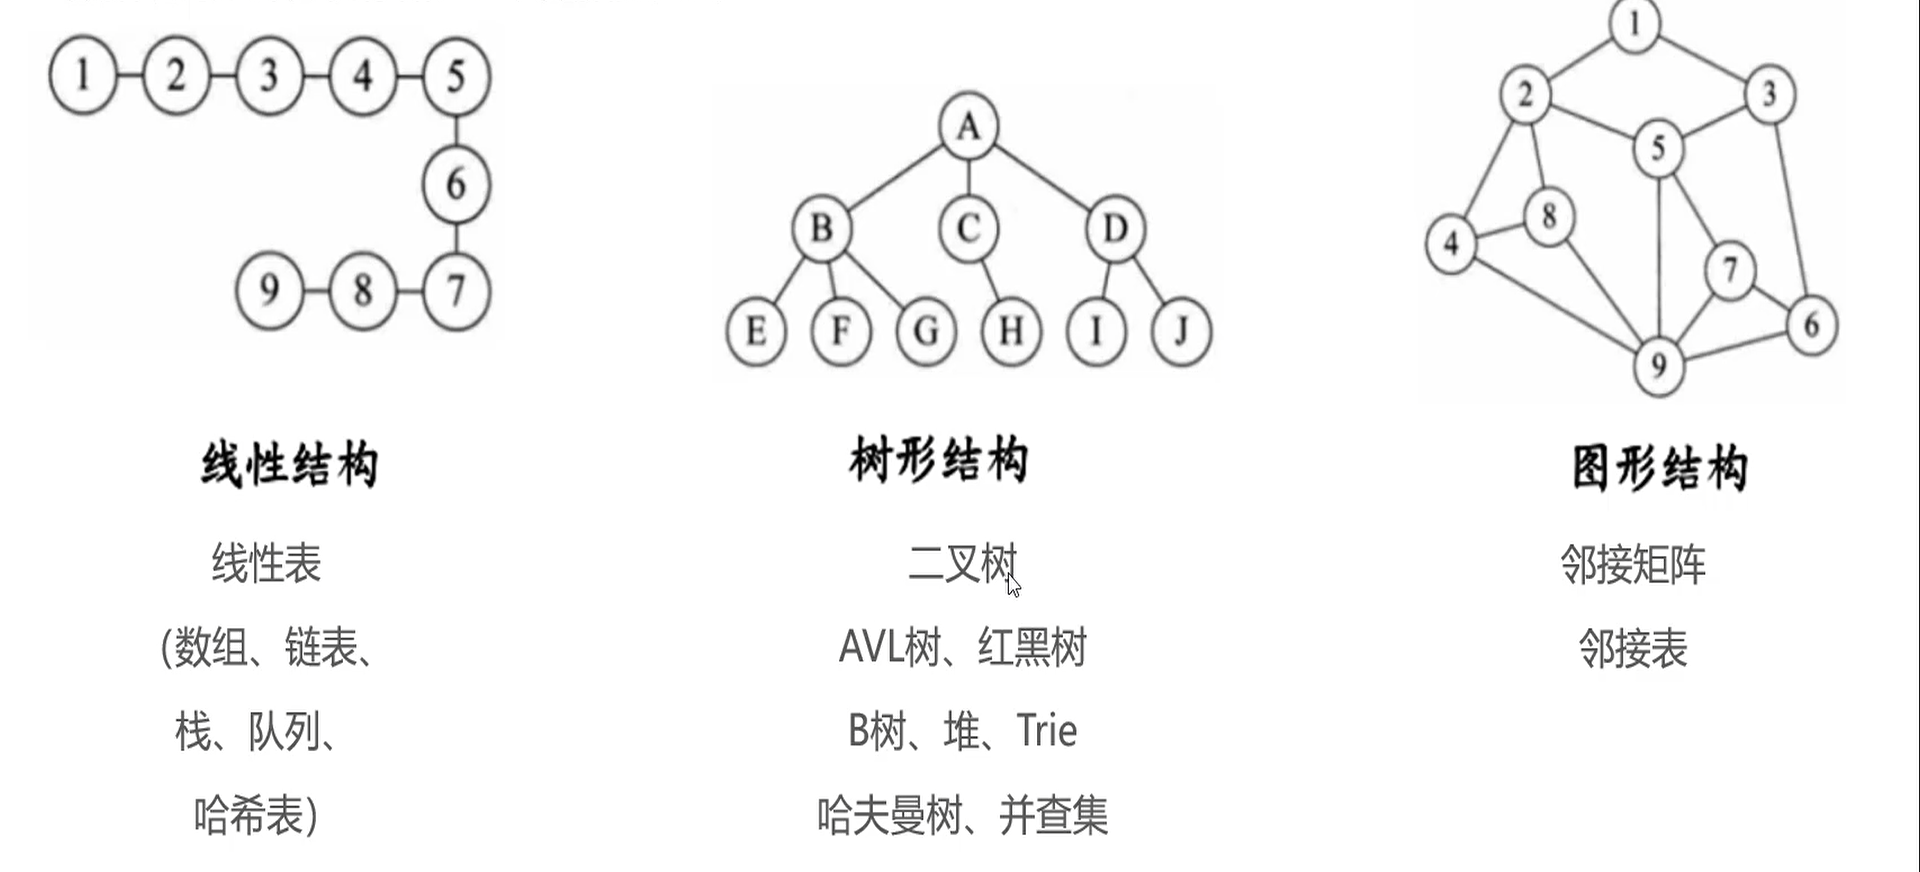 1 2 3 4 5
6
9 8 7
线性结构
线性表
(数组、链表、
栈、队列、
哈希表)
A
B C D
E F G H I J
树形结构
二叉树
AVL树、红黑树
B树、堆、Trie
哈夫曼树、并查集
1
2 3
5
8
4
7
6
9
图形结构
邻接矩阵
邻接表